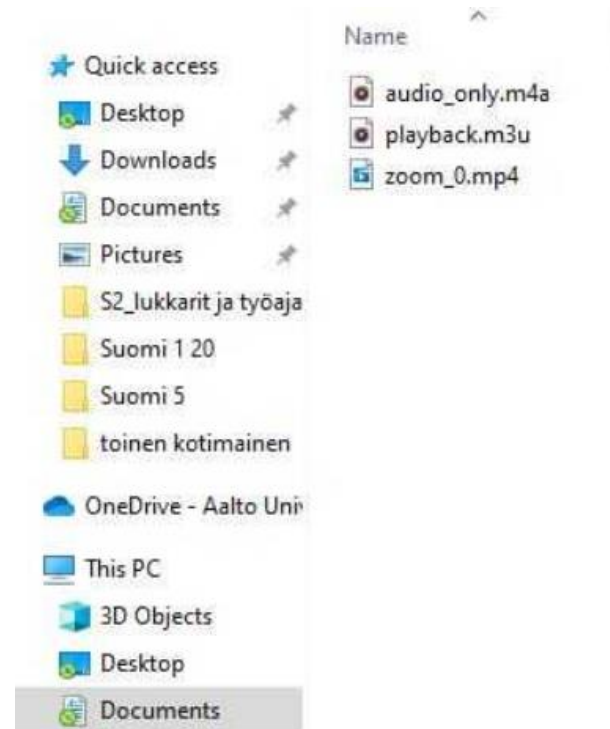 Quick access
Desktop
Downloads
Documents
Pictures
S2_lukkarit ja työaja
Suomi 1 20
Suomi 5
toinen kotimainen
OneDrive - Aalto Univ
This PC
3D Objects
Desktop
Documents
Name
audio_only.m4a
playback.m3u
zoom_0.mp4